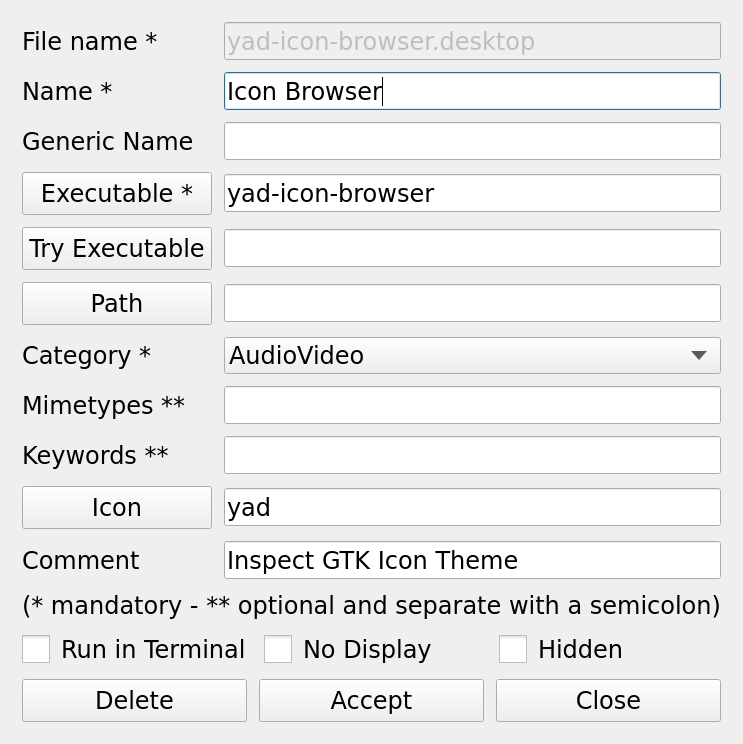 File name * yad-icon-browser.desktop
Name * Icon Browser
Generic Name
Executable * yad-icon-browser
Try Executable
Path
Category * AudioVideo
Mimetypes **
Keywords **
Icon yad
Comment Inspect GTK Icon Theme
(* mandatory - ** optional and separate with a semicolon)
Run in Terminal No Display Hidden
Delete Accept Close